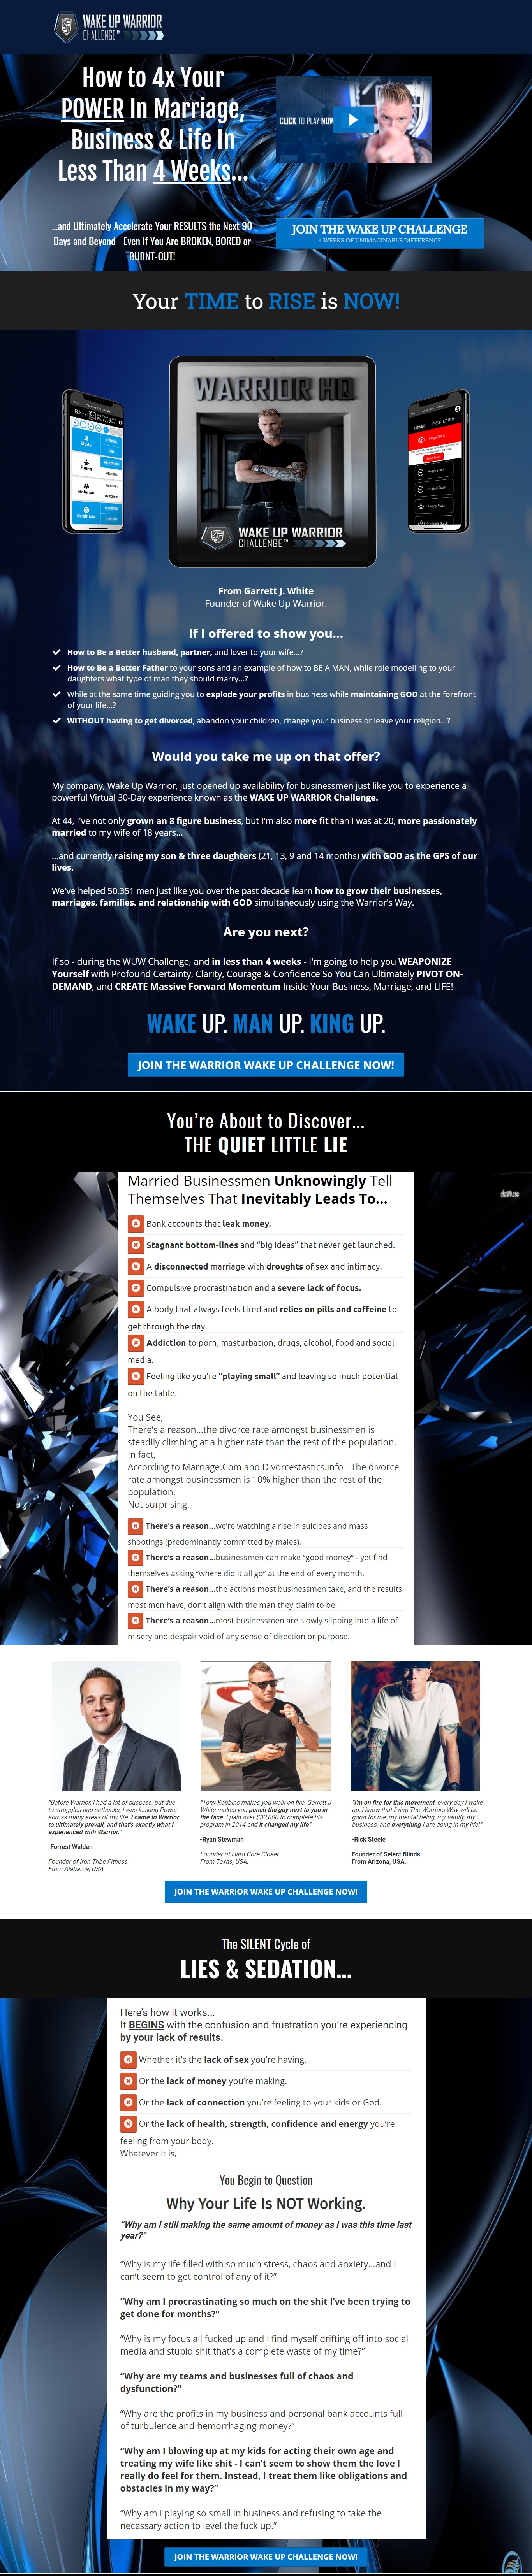 WAKE UP WARRIOR
CHALLENGE™
How to 4x Your
POWER In Marriage,
Business & Life In
Less Than 4 Weeks...
CLICK TO PLAY NOW
...and Ultimately Accelerate Your RESULTS the Next 90
Days and Beyond - Even If You Are BROKEN, BORED or
BURNT-OUT!
JOIN THE WAKE UP CHALLENGE
4 WEEKS OF UNIMAGINABLE DIFFERENCE
Your TIME to RISE is NOW!
WARRIOR HQ
Body
Being
Balance
Business
POWER
PRODUCTION
WAKE UP WARRIOR
CHALLENGE™
From Garrett J. White
Founder of Wake Up Warrior.
If I offered to show you...
How to Be a Better husband, partner, and lover to your wife...?
How to Be a Better Father to your sons and an example of how to BE A MAN, while role modelling to your
daughters what type of man they should marry...?
While at the same time guiding you to explode your profits in business while maintaining GOD at the forefront
of your life...?
WITHOUT having to get divorced, abandon your children, change your business or leave your religion...?
Would you take me up on that offer?
My company, Wake Up Warrior, just opened up availability for businessmen just like you to experience a
powerful Virtual 30-Day experience known as the WAKE UP WARRIOR Challenge.
At 44, I've not only grown an 8 figure business, but I'm also more fit than I was at 20, more passionately
married to my wife of 18 years...
...and currently raising my son & three daughters (21, 13, 9 and 14 months) with GOD as the GPS of our
lives.
We've helped 50,351 men just like you over the past decade learn how to grow their businesses,
marriages, families, and relationship with GOD simultaneously using the Warrior's Way.
Are you next?
If so - during the WUW Challenge, and in less than 4 weeks - I'm going to help you WEAPONIZE
Yourself with Profound Certainty, Clarity, Courage & Confidence So You Can Ultimately PIVOT ON-
DEMAND, and CREATE Massive Forward Momentum Inside Your Business, Marriage, and LIFE!
WAKE UP. MAN UP. KING UP.
JOIN THE WARRIOR WAKE UP CHALLENGE NOW!
You're About to Discover...
THE QUIET LITTLE LIE
Married Businessmen Unknowingly Tell
Themselves That Inevitably Leads To...
Bank accounts that leak money.
Stagnant bottom-lines and "big ideas" that never get launched.
A disconnected marriage with droughts of sex and intimacy.
Compulsive procrastination and a severe lack of focus.
A body that always feels tired and relies on pills and caffeine to
get through the day.
Addiction to porn, masturbation, drugs, alcohol, food and social
media.
Feeling like you're "playing small" and leaving so much potential
on the table.
You See,
There's a reason...the divorce rate amongst businessmen is
steadily climbing at a higher rate than the rest of the population.
In fact,
According to Marriage.Com and Divorcestastics.info - The divorce
rate amongst businessmen is 10% higher than the rest of the
population.
Not surprising.
There's a reason...we're watching a rise in suicides and mass
shootings (predominantly committed by males).
There's a reason...businessmen can make "good money" - yet find
themselves asking "where did it all go" at the end of every month.
There's a reason...the actions most businessmen take, and the results
most men have, don't align with the man they claim to be.
There's a reason...most businessmen are slowly slipping into a life of
misery and despair void of any sense of direction or purpose.
"Before Warrior, I had a lot of success, but due
to struggles and setbacks, I was leaking Power
across many areas of my life. I came to Warrior
to ultimately prevail, and that's exactly what I
experienced with Warrior."
-Forrest Walden
Founder of Iron Tribe Fitness
From Alabama, USA.
"Tony Robbins makes you walk on fire, Garrett J
White makes you punch the guy next to you in
the face. I paid over $30,000 to complete his
program in 2014 and it changed my life"
-Ryan Stewman
Founder of Hard Core Closer.
From Texas, USA.
"I'm on fire for this movement, every day I wake
up, I know that living The Warriors Way will be
good for me, my mental being, my family, my
business, and everything I am doing in my life!"
-Rick Steele
Founder of Select Blinds.
From Arizona, USA.
JOIN THE WARRIOR WAKE UP CHALLENGE NOW!
The SILENT Cycle of
LIES & SEDATION...
Here's how it works...
It BEGINS with the confusion and frustration you're experiencing
by your lack of results.
Whether it's the lack of sex you're having.
Or the lack of money you're making.
Or the lack of connection you're feeling to your kids or God.
Or the lack of health, strength, confidence and energy you're
feeling from your body.
Whatever it is,
You Begin to Question
Why Your Life Is NOT Working.
"Why am I still making the same amount of money as I was this time last
year?"
"Why is my life filled with so much stress, chaos and anxiety...and I
can't seem to get control of any of it?"
"Why am I procrastinating so much on the shit I've been trying to
get done for months?"
"Why is my focus all fucked up and I find myself drifting off into social
media and stupid shit that's a complete waste of my time?"
"Why are my teams and businesses full of chaos and
dysfunction?"
"Why are the profits in my business and personal bank accounts full
of turbulence and hemorrhaging money?"
"Why am I blowing up at my kids for acting their own age and
treating my wife like shit - I can't seem to show them the love I
really do feel for them. Instead, I treat them like obligations and
obstacles in my way?"
"Why am I playing so small in business and refusing to take the
necessary action to level the fuck up."
JOIN THE WARRIOR WAKE UP CHALLENGE NOW!